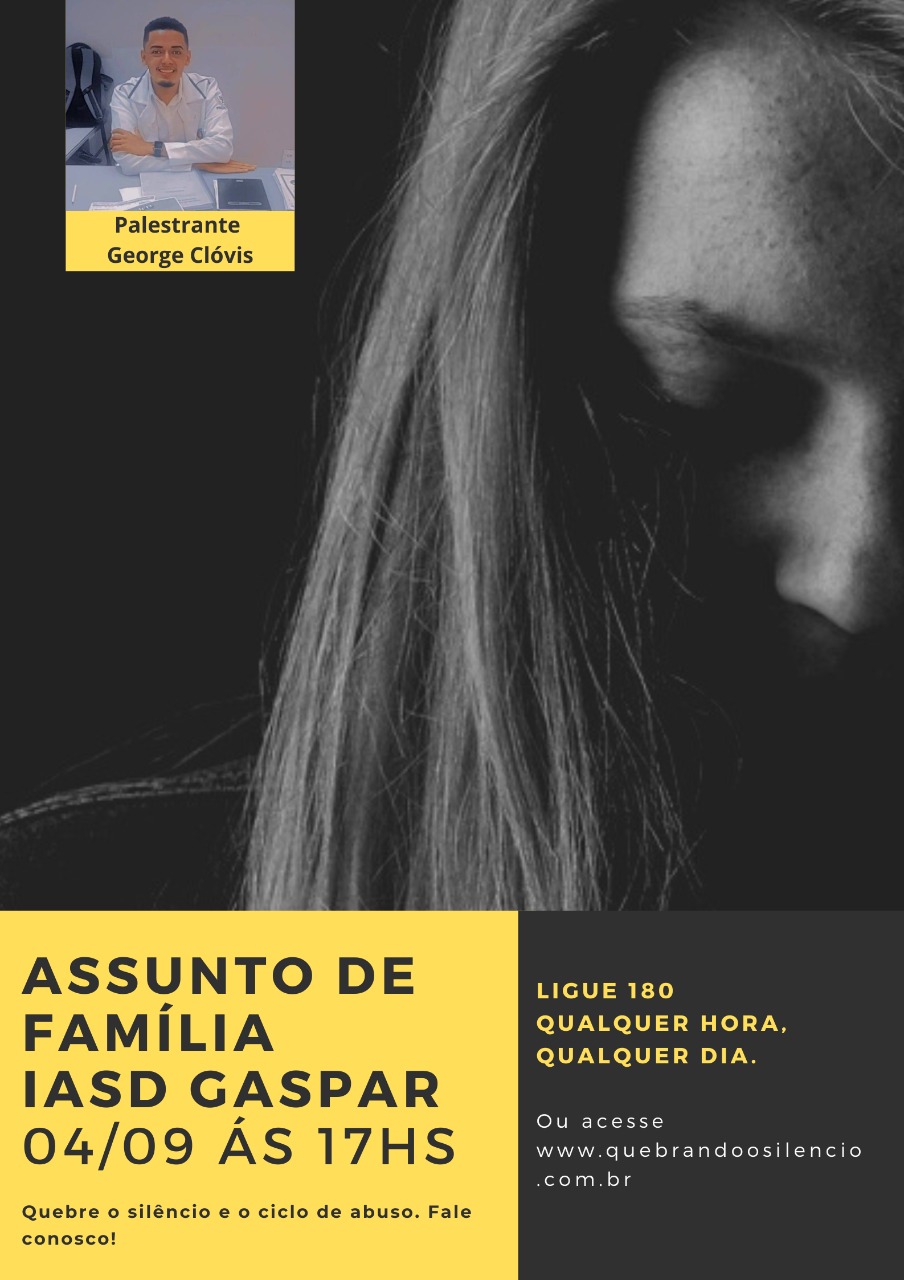 Palestrante
George Clóvis
ASSUNTO DE
FAMÍLIA
IASD GASPAR
04/09 ÁS 17HS
Quebre o silêncio e o ciclo de abuso. Fale
conosco!
LIGUE 180
QUALQUER HORA,
QUALQUER DIA.
Ou acesse
www.quebrandoosilencio
.com.br